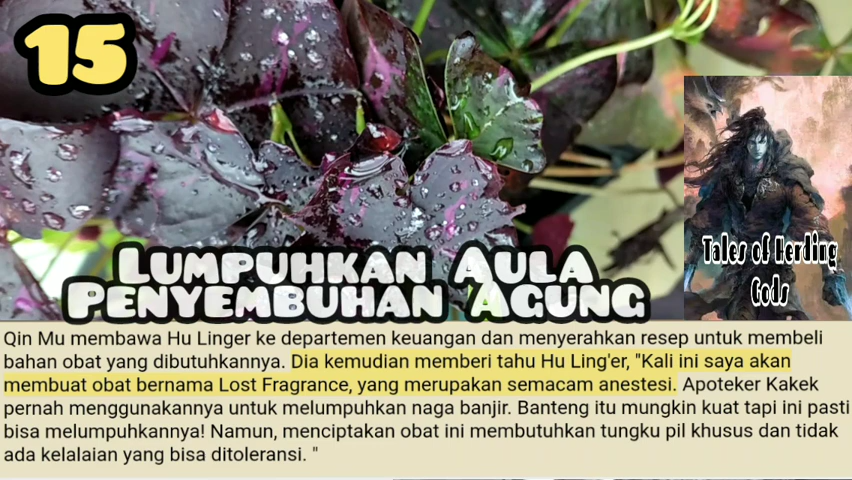 15
Tales of Herding
Gods
LUMPUHKAN AULA
PENYEMBUHAN AGUNG
Qin Mu membawa Hu Linger ke departemen keuangan dan menyerahkan resep untuk membeli
bahan obat yang dibutuhkannya. Dia kemudian memberi tahu Hu Ling'er, "Kali ini saya akan
membuat obat bernama Lost Fragrance, yang merupakan semacam anestesi. Apoteker Kakek
pernah menggunakannya untuk melumpuhkan naga banjir. Banteng itu mungkin kuat tapi ini pasti
bisa melumpuhkannya! Namun, menciptakan obat ini membutuhkan tungku pil khusus dan tidak
ada kelalaian yang bisa ditoleransi. "